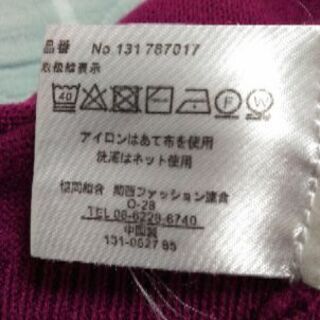 品番 No 131 787017
取扱絵表示
40 F W
アイロンはあて布を使用
洗濯はネット使用
協同組合 関西ファッション連合
O-28
TEL 06-6228-6740
中国製
131-0527 95